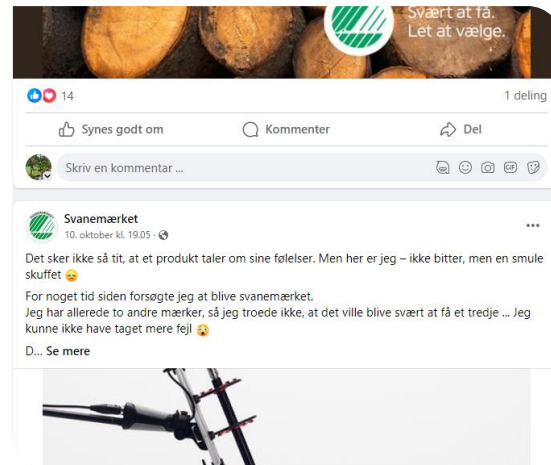 Svært at få.
Let at vælge.
14
1 deling
Synes godt om
Kommenter
Del
Skriv en kommentar ...
GIF
Svanemærket
10. oktober kl. 19.05 ·
Det sker ikke så tit, at et produkt taler om sine følelser. Men her er jeg – ikke bitter, men en smule
skuffet 😞
For noget tid siden forsøgte jeg at blive svanemærket.
Jeg har allerede to andre mærker, så jeg troede ikke, at det ville blive svært at få et tredje ... Jeg
kunne ikke have taget mere fejl 😧
D... Se mere